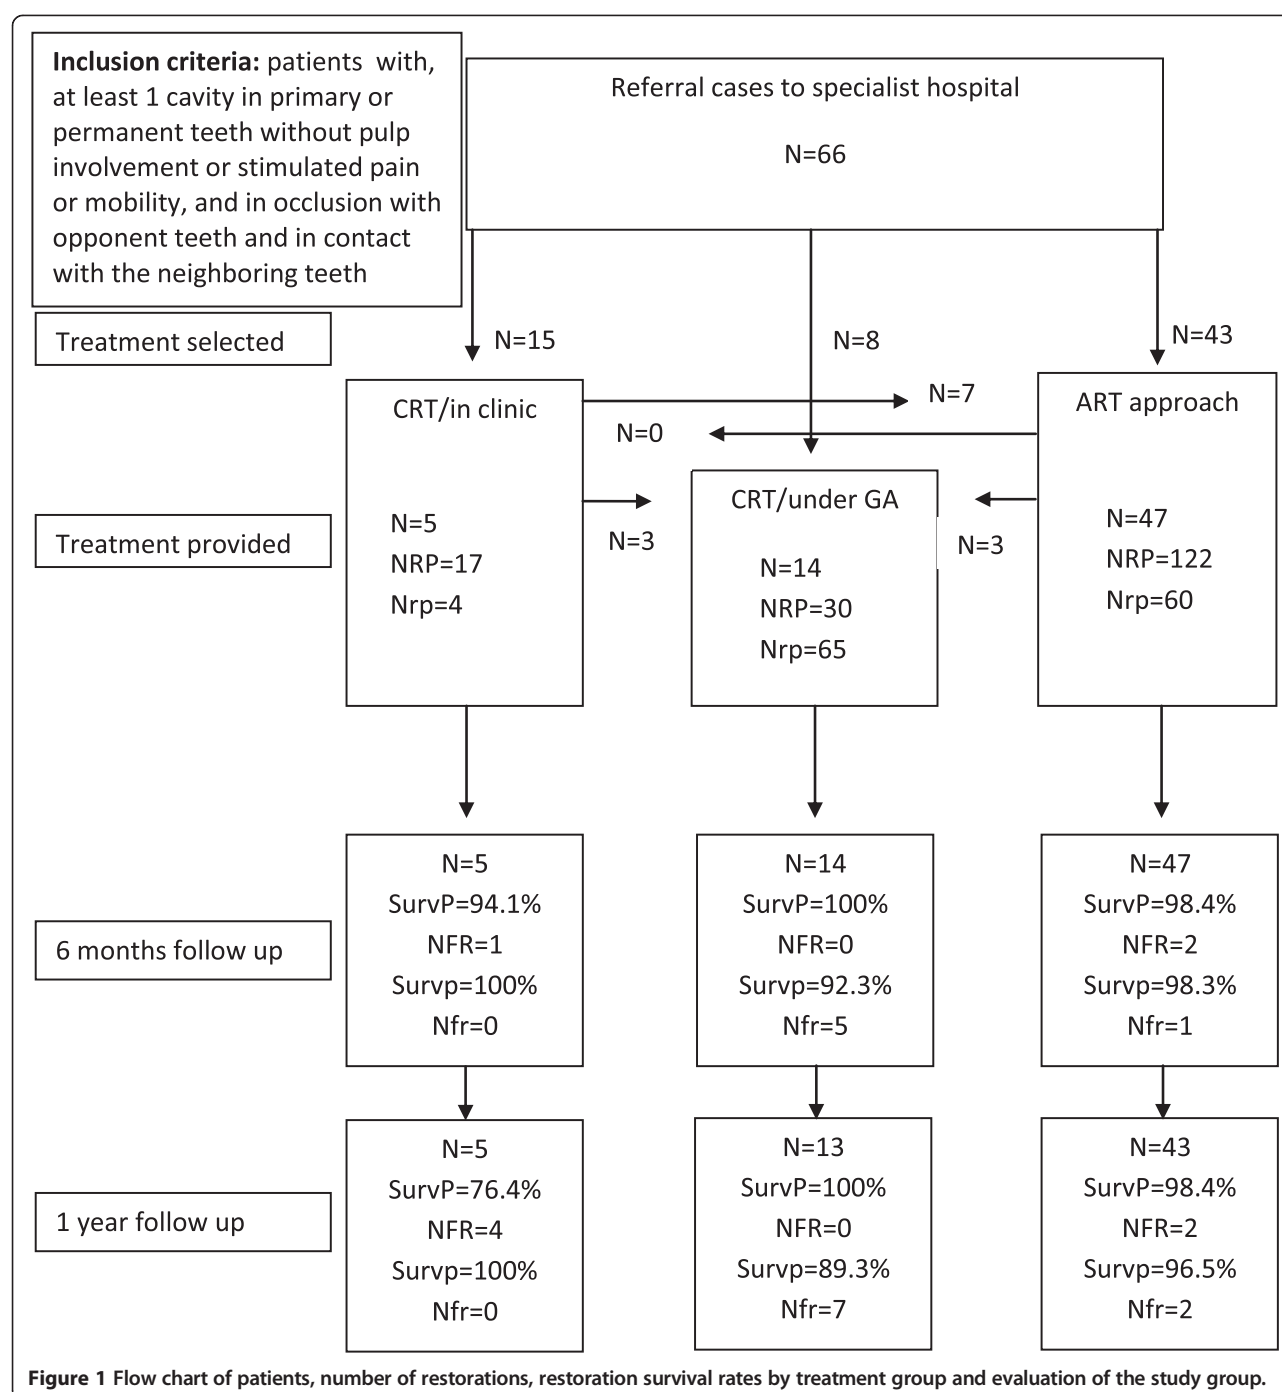 Inclusion criteria: patients with,
at least 1 cavity in primary or
permanent teeth without pulp
involvement or stimulated pain
or mobility, and in occlusion with
opponent teeth and in contact
with the neighboring teeth
Referral cases to specialist hospital
N=66
Treatment selected
N=15
N=8
N=43
CRT/in clinic
N=7
ART approach
N=0
CRT/under GA
Treatment provided
N=5
NRP=17
Nrp=4
N=3
N=14
NRP=30
Nrp=65
N=3
N=47
NRP=122
Nrp=60
6 months follow up
N=5
SurvP=94.1%
NFR=1
Survp=100%
Nfr=0
N=14
SurvP=100%
NFR=0
Survp=92.3%
Nfr=5
N=47
SurvP=98.4%
NFR=2
Survp=98.3%
Nfr=1
1 year follow up
N=5
SurvP=76.4%
NFR=4
Survp=100%
Nfr=0
N=13
SurvP=100%
NFR=0
Survp=89.3%
Nfr=7
N=43
SurvP=98.4%
NFR=2
Survp=96.5%
Nfr=2
Figure 1 Flow chart of patients, number of restorations, restoration survival rates by treatment group and evaluation of the study group.